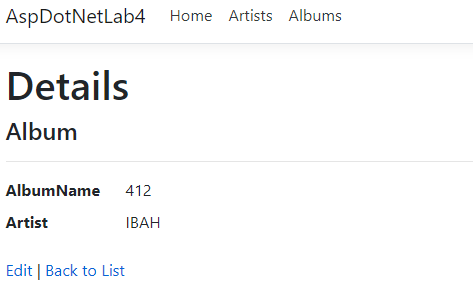 AspDotNetLab4 Home Artists Albums
Details
Album
AlbumName 412
Artist IBAH
Edit | Back to List